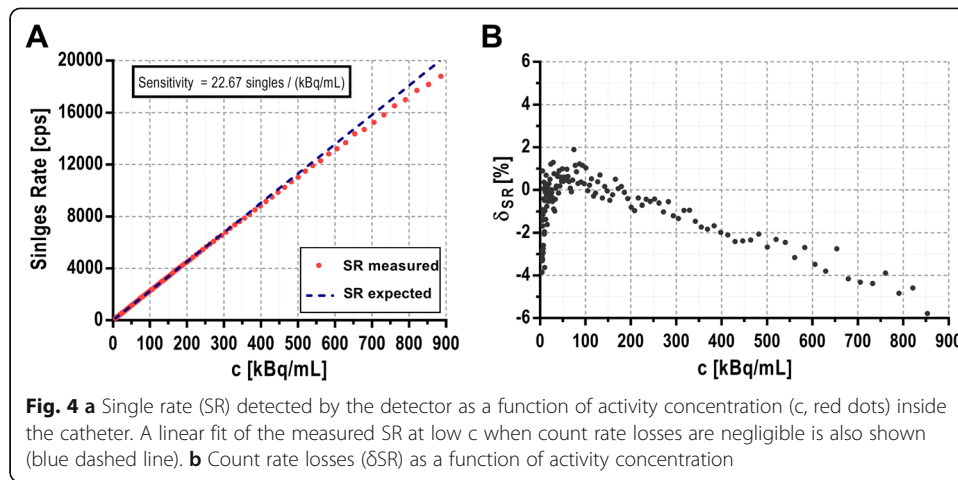 A
20000
16000
12000
8000
4000
0
Sinlges Rate [cps]
Sensitivity = 22.67 singles / (kBq/mL)
SR measured
SR expected
0 100 200 300 400 500 600 700 800 900
c [kBq/mL]
B
6
4
2
0
-2
-4
-6
δSR [%]
0 100 200 300 400 500 600 700 800 900
c [kBq/mL]
Fig. 4 a Single rate (SR) detected by the detector as a function of activity concentration (c, red dots) inside
the catheter. A linear fit of the measured SR at low c when count rate losses are negligible is also shown
(blue dashed line). b Count rate losses (δSR) as a function of activity concentration